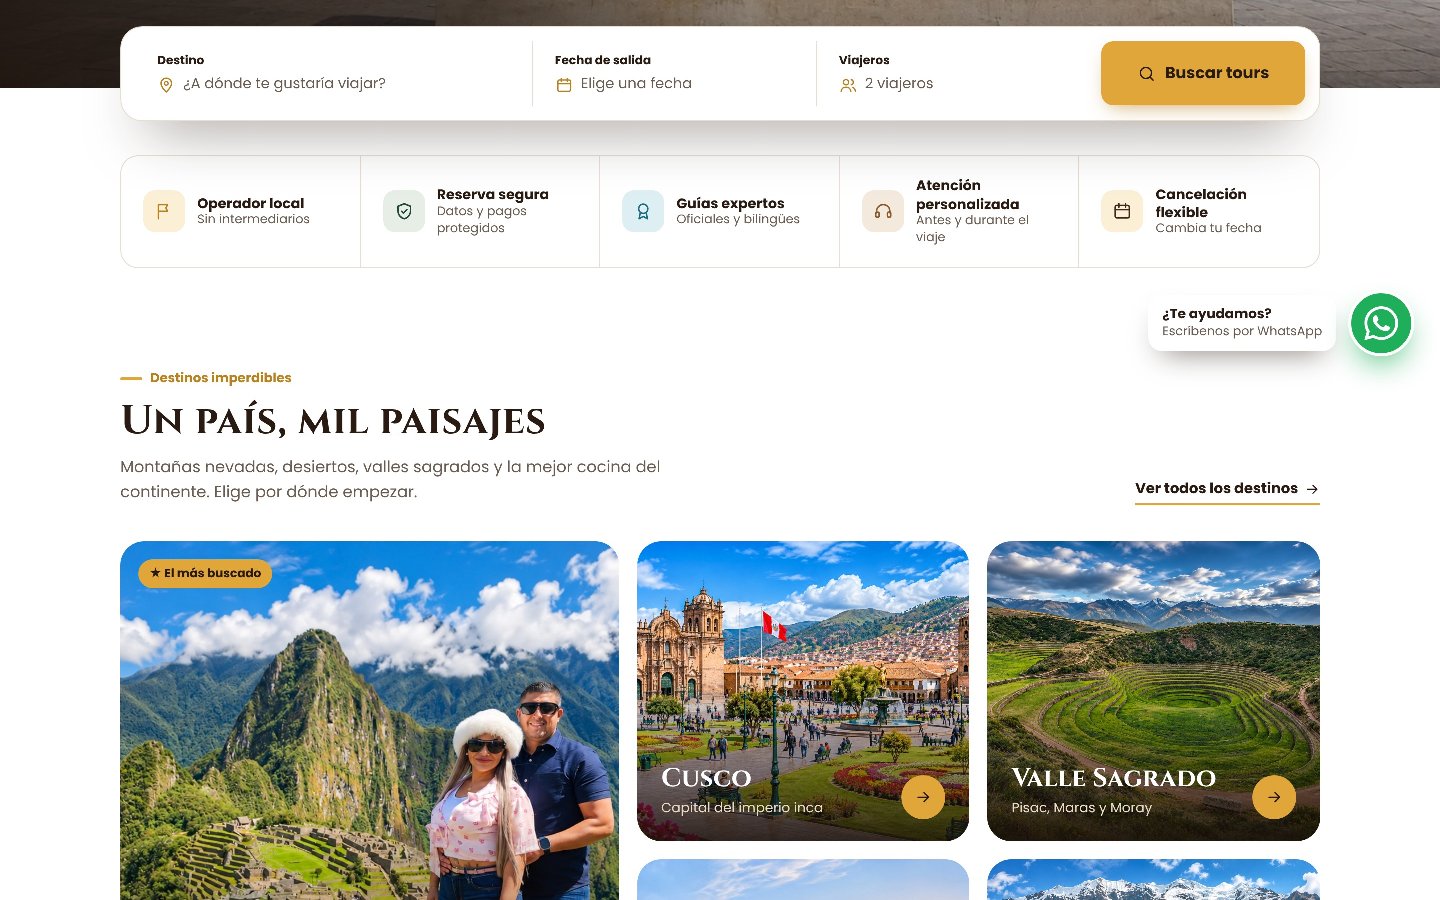 Destino
¿A dónde te gustaría viajar?
Fecha de salida
Elige una fecha
Viajeros
2 viajeros
Buscar tours
Operador local
Sin intermediarios
Reserva segura
Datos y pagos
protegidos
Guías expertos
Oficiales y bilingües
Atención
personalizada
Antes y durante el
viaje
Cancelación
flexible
Cambia tu fecha
¿Te ayudamos?
Escríbenos por WhatsApp
Destinos imperdibles
Un país, mil paisajes
Montañas nevadas, desiertos, valles sagrados y la mejor cocina del
continente. Elige por dónde empezar.
Ver todos los destinos →
★ El más buscado
Cusco
Capital del imperio inca
Valle Sagrado
Pisac, Maras y Moray